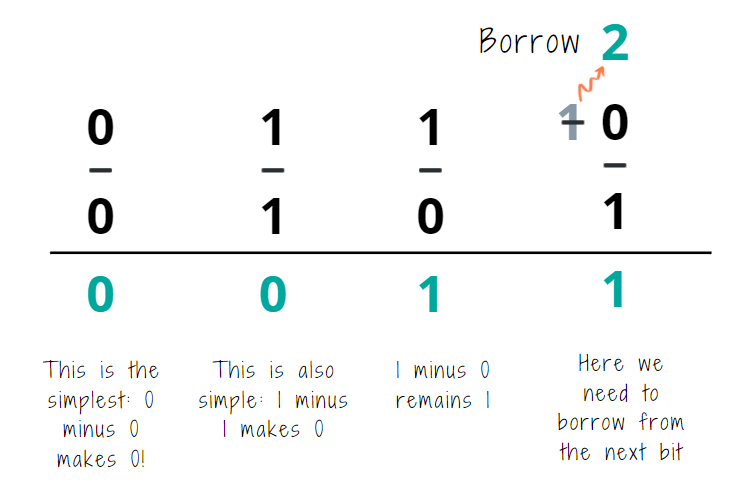 Borrow 2
0 1 1 1 0
− − − −
0 1 0 1
0 0 1 1
This is the
simplest: 0
minus 0
makes 0!
This is also
simple: 1 minus
1 makes 0
1 minus 0
remains 1
Here we
need to
borrow from
the next bit